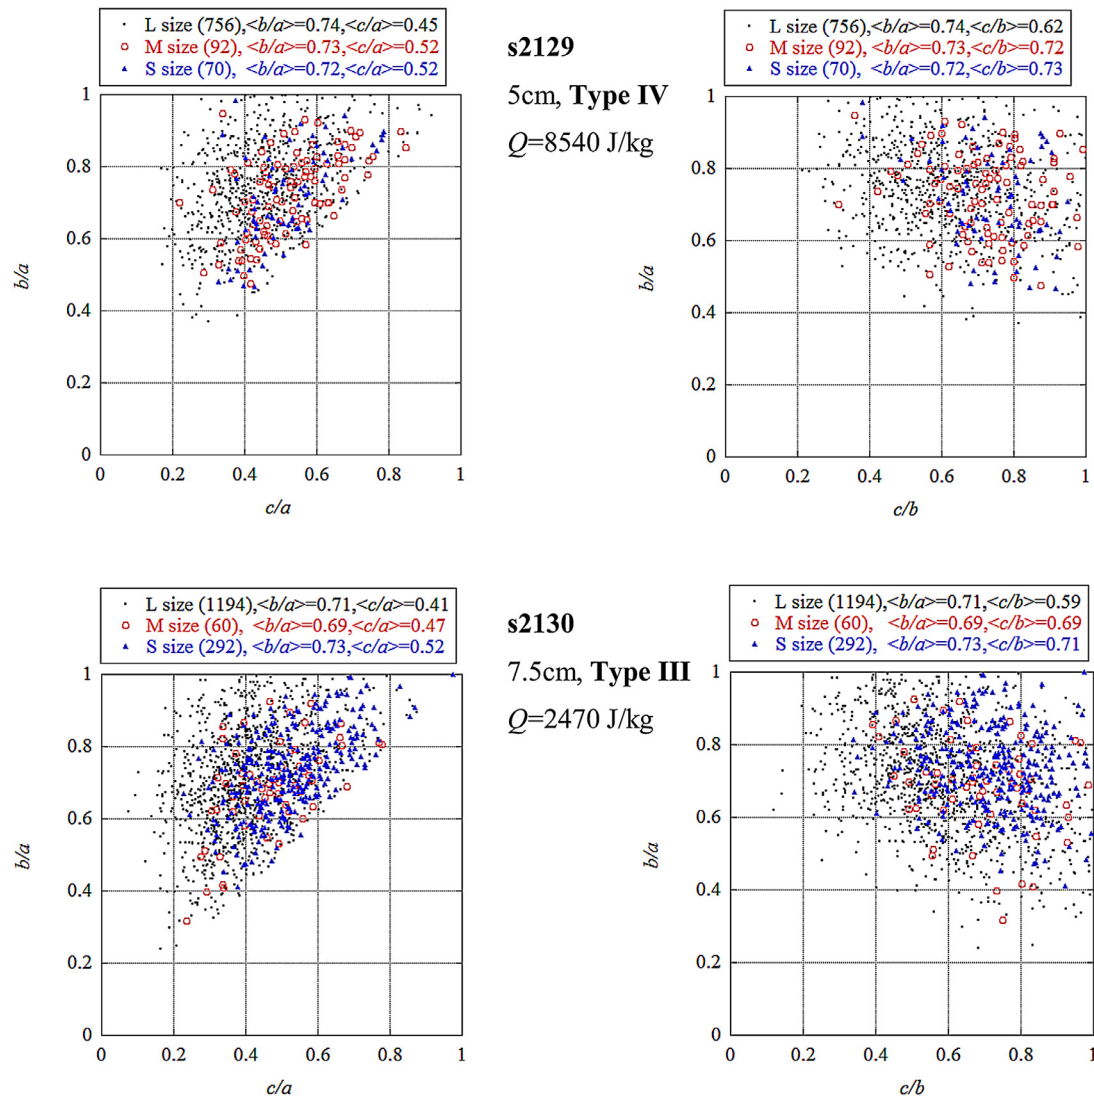 L size (756),<b/a>=0.74,<c/a>=0.45
M size (92),<b/a>=0.73,<c/a>=0.52
S size (70), <b/a>=0.72,<c/a>=0.52
1
0.8
0.6
0.4
0.2
0
b/a
0 0.2 0.4 0.6 0.8 1
c/a
s2129
5cm, Type IV
Q=8540 J/kg
L size (756),<b/a>=0.74,<c/b>=0.62
M size (92),<b/a>=0.73,<c/b>=0.72
S size (70), <b/a>=0.72,<c/b>=0.73
1
0.8
0.6
0.4
0.2
0
b/a
0 0.2 0.4 0.6 0.8 1
c/b
L size (1194),<b/a>=0.71,<c/a>=0.41
M size (60), <b/a>=0.69,<c/a>=0.47
S size (292), <b/a>=0.73,<c/a>=0.52
1
0.8
0.6
0.4
0.2
0
b/a
0 0.2 0.4 0.6 0.8 1
c/a
s2130
7.5cm, Type III
Q=2470 J/kg
L size (1194),<b/a>=0.71,<c/b>=0.59
M size (60), <b/a>=0.69,<c/b>=0.69
S size (292), <b/a>=0.73,<c/b>=0.71
1
0.8
0.6
0.4
0.2
0
b/a
0 0.2 0.4 0.6 0.8 1
c/b